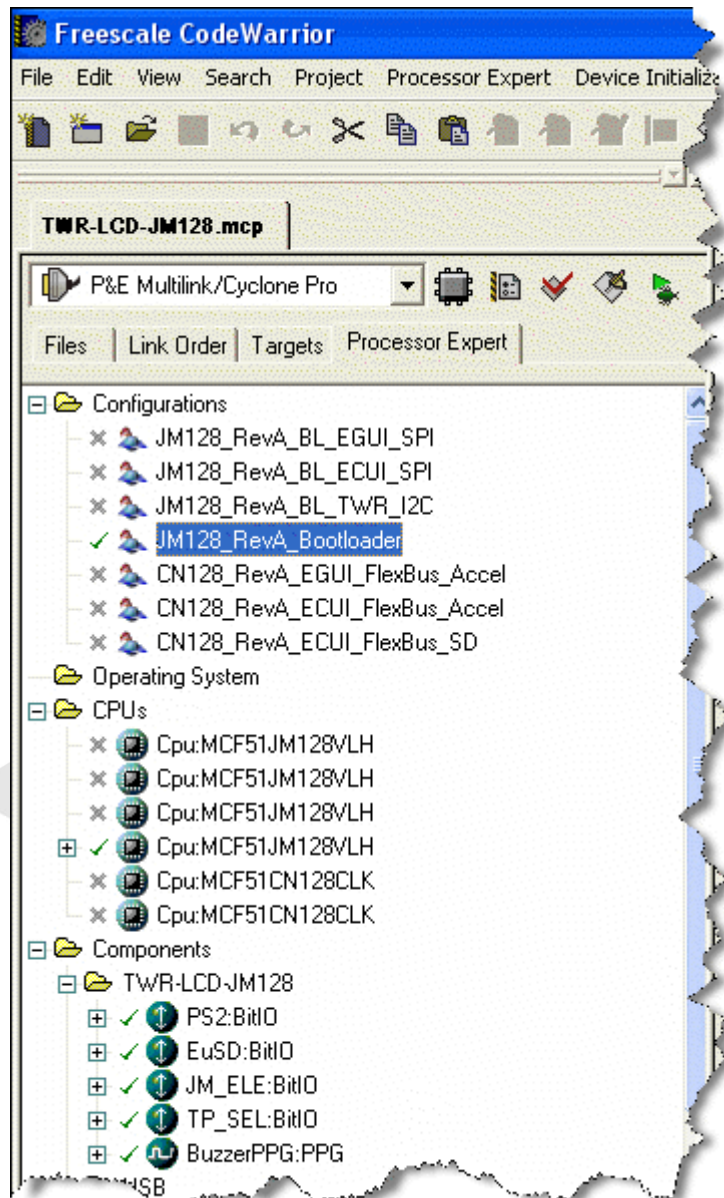 Freescale CodeWarrior
File Edit View Search Project Processor Expert Device Initializ
TWR-LCD-JM128.mcp
P&E Multilink/Cyclone Pro
Files Link Order Targets Processor Expert
Configurations
JM128_RevA_BL_EGUI_SPI
JM128_RevA_BL_ECUI_SPI
JM128_RevA_BL_TWR_I2C
JM128_RevA_Bootloader
CN128_RevA_EGUI_FlexBus_Accel
CN128_RevA_ECUI_FlexBus_Accel
CN128_RevA_ECUI_FlexBus_SD
Operating System
CPUs
Cpu:MCF51JM128VLH
Cpu:MCF51JM128VLH
Cpu:MCF51JM128VLH
Cpu:MCF51JM128VLH
Cpu:MCF51CN128CLK
Cpu:MCF51CN128CLK
Components
TWR-LCD-JM128
PS2:BitIO
EuSD:BitIO
JM_ELE:BitIO
TP_SEL:BitIO
BuzzerPPG:PPG